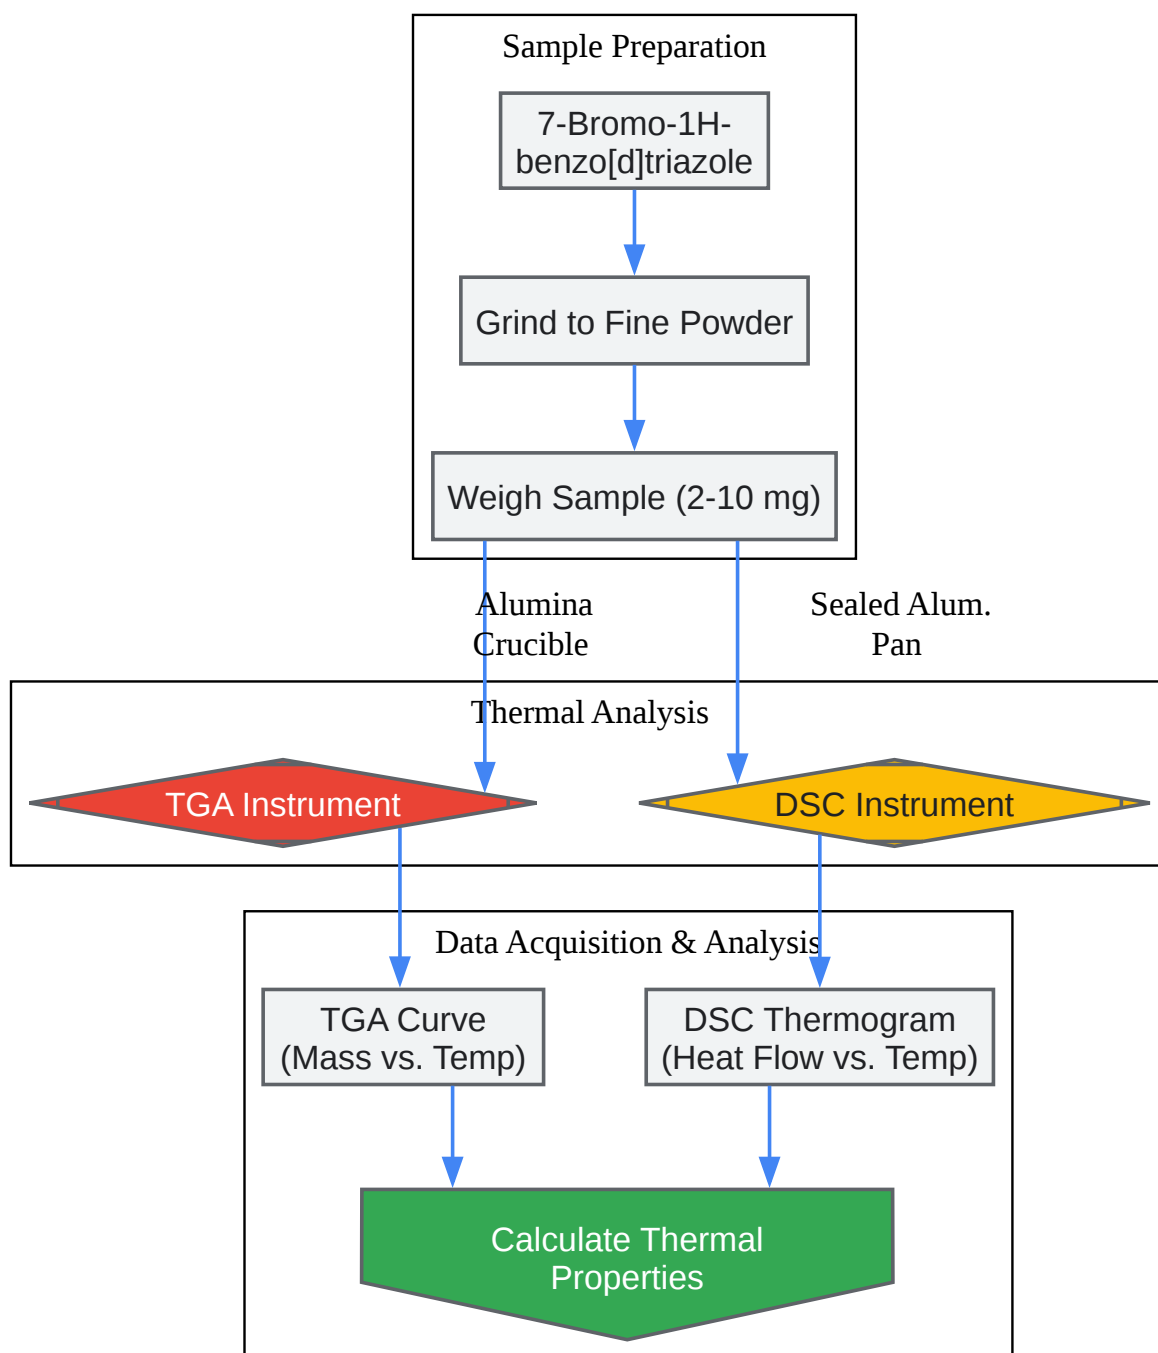 Sample Preparation
7-Bromo-1H-
benzo[d]triazole
Grind to Fine Powder
Weigh Sample (2-10 mg)
Alumina
Crucible
Sealed Alum.
Pan
Thermal Analysis
TGA Instrument
DSC Instrument
Data Acquisition & Analysis
TGA Curve
(Mass vs. Temp)
DSC Thermogram
(Heat Flow vs. Temp)
Calculate Thermal
Properties